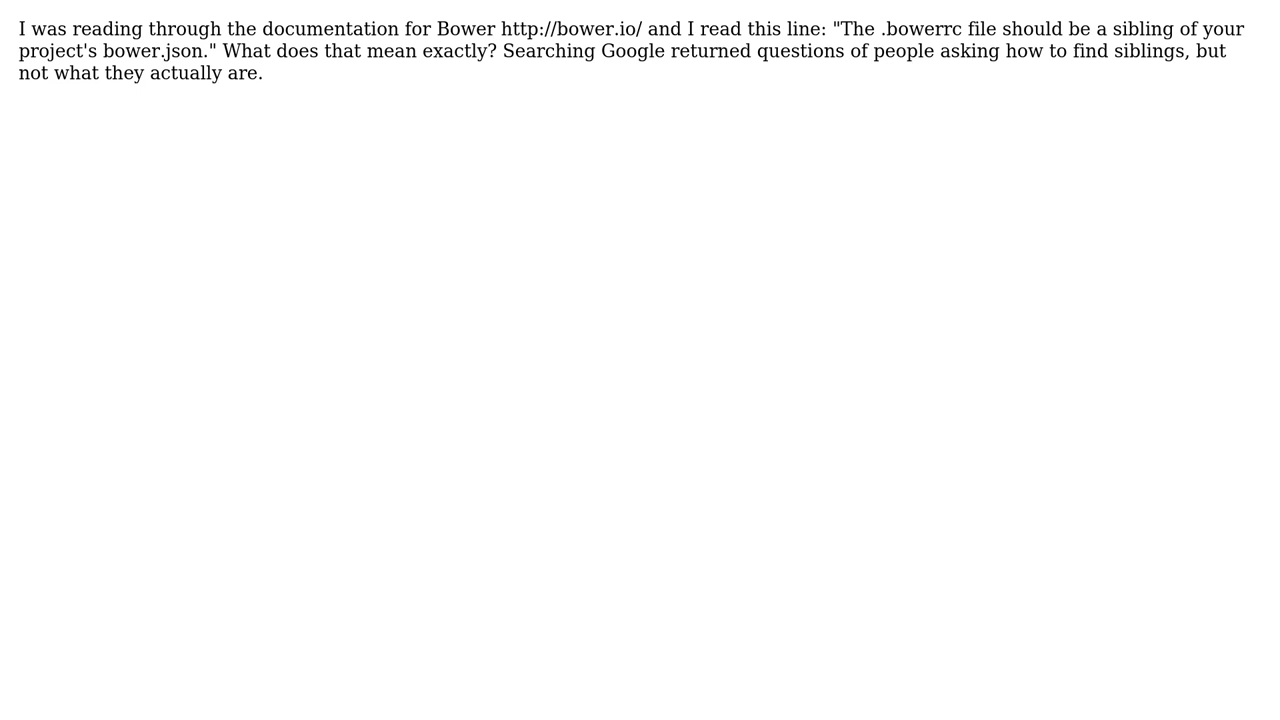 I was reading through the documentation for Bower http://bower.io/ and I read this line: "The .bowerrc file should be a sibling of your
project's bower.json." What does that mean exactly? Searching Google returned questions of people asking how to find siblings, but
not what they actually are.